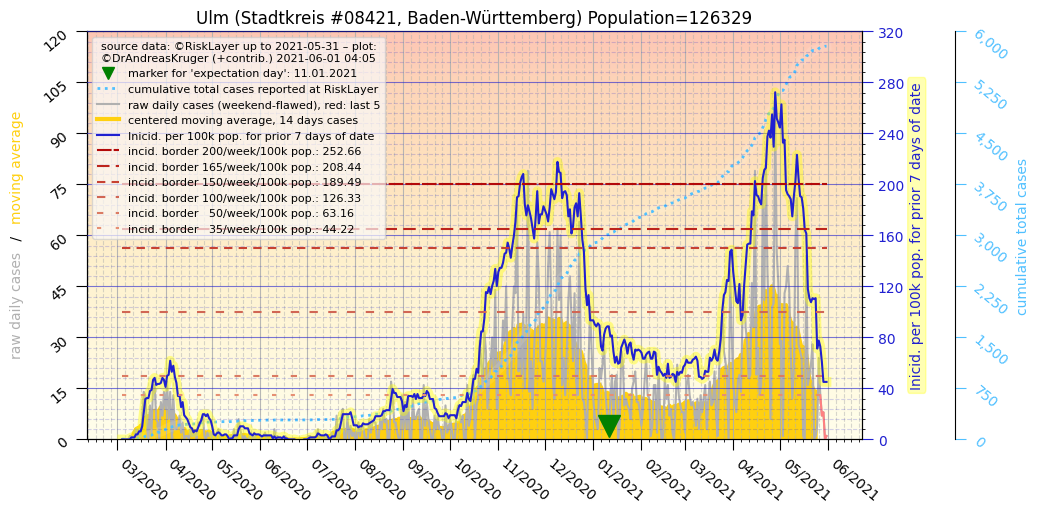 Ulm (Stadtkreis #08421, Baden-Württemberg) Population=126329
source data: ©RiskLayer up to 2021-05-31 – plot:
©DrAndreasKruger (+contrib.) 2021-06-01 04:05
marker for 'expectation day': 11.01.2021
cumulative total cases reported at RiskLayer
raw daily cases (weekend-flawed), red: last 5
centered moving average, 14 days cases
Inicid. per 100k pop. for prior 7 days of date
incid. border 200/week/100k pop.: 252.66
incid. border 165/week/100k pop.: 208.44
incid. border 150/week/100k pop.: 189.49
incid. border 100/week/100k pop.: 126.33
incid. border 50/week/100k pop.: 63.16
incid. border 35/week/100k pop.: 44.22
raw daily cases / moving average
120
105
90
75
60
45
30
15
0
03/2020
04/2020
05/2020
06/2020
07/2020
08/2020
09/2020
10/2020
11/2020
12/2020
01/2021
02/2021
03/2021
04/2021
05/2021
06/2021
320
280
240
200
160
120
80
40
0
Inicid. per 100k pop. for prior 7 days of date
6,000
5,250
4,500
3,750
3,000
2,250
1,500
750
0
cumulative total cases